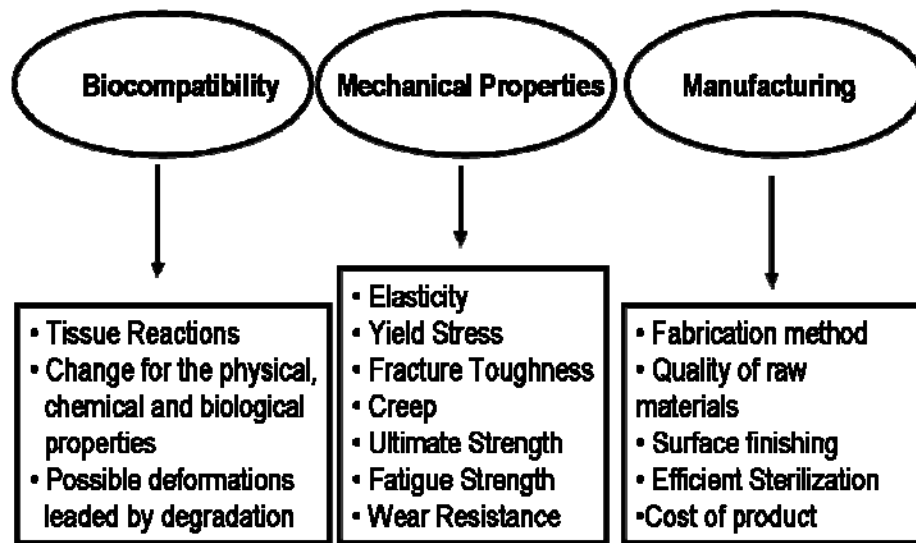 Biocompatibility
Mechanical Properties
Manufacturing
• Tissue Reactions
• Change for the physical,
chemical and biological
properties
• Possible deformations
leaded by degradation
• Elasticity
• Yield Stress
• Fracture Toughness
• Creep
• Ultimate Strength
• Fatigue Strength
• Wear Resistance
• Fabrication method
• Quality of raw
materials
• Surface finishing
• Efficient Sterilization
•Cost of product